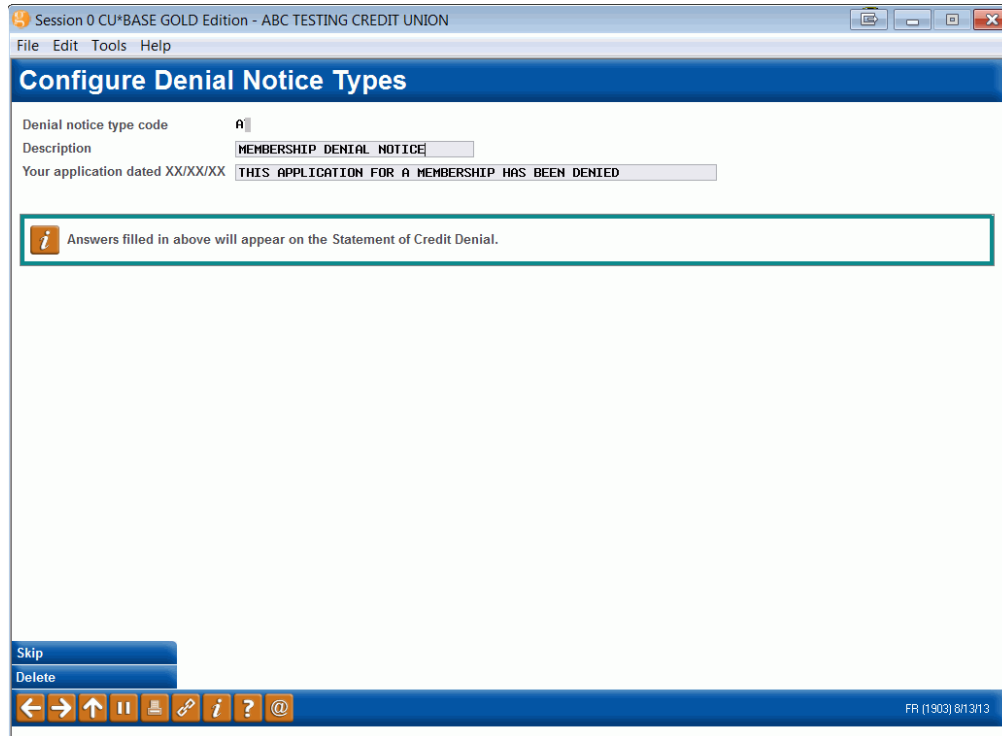 Session 0 CU*BASE GOLD Edition - ABC TESTING CREDIT UNION
File Edit Tools Help
Configure Denial Notice Types
Denial notice type code A
Description MEMBERSHIP DENIAL NOTICE
Your application dated XX/XX/XX THIS APPLICATION FOR A MEMBERSHIP HAS BEEN DENIED
i Answers filled in above will appear on the Statement of Credit Denial.
Skip
Delete
i ? @ FR (1903) 8/13/13